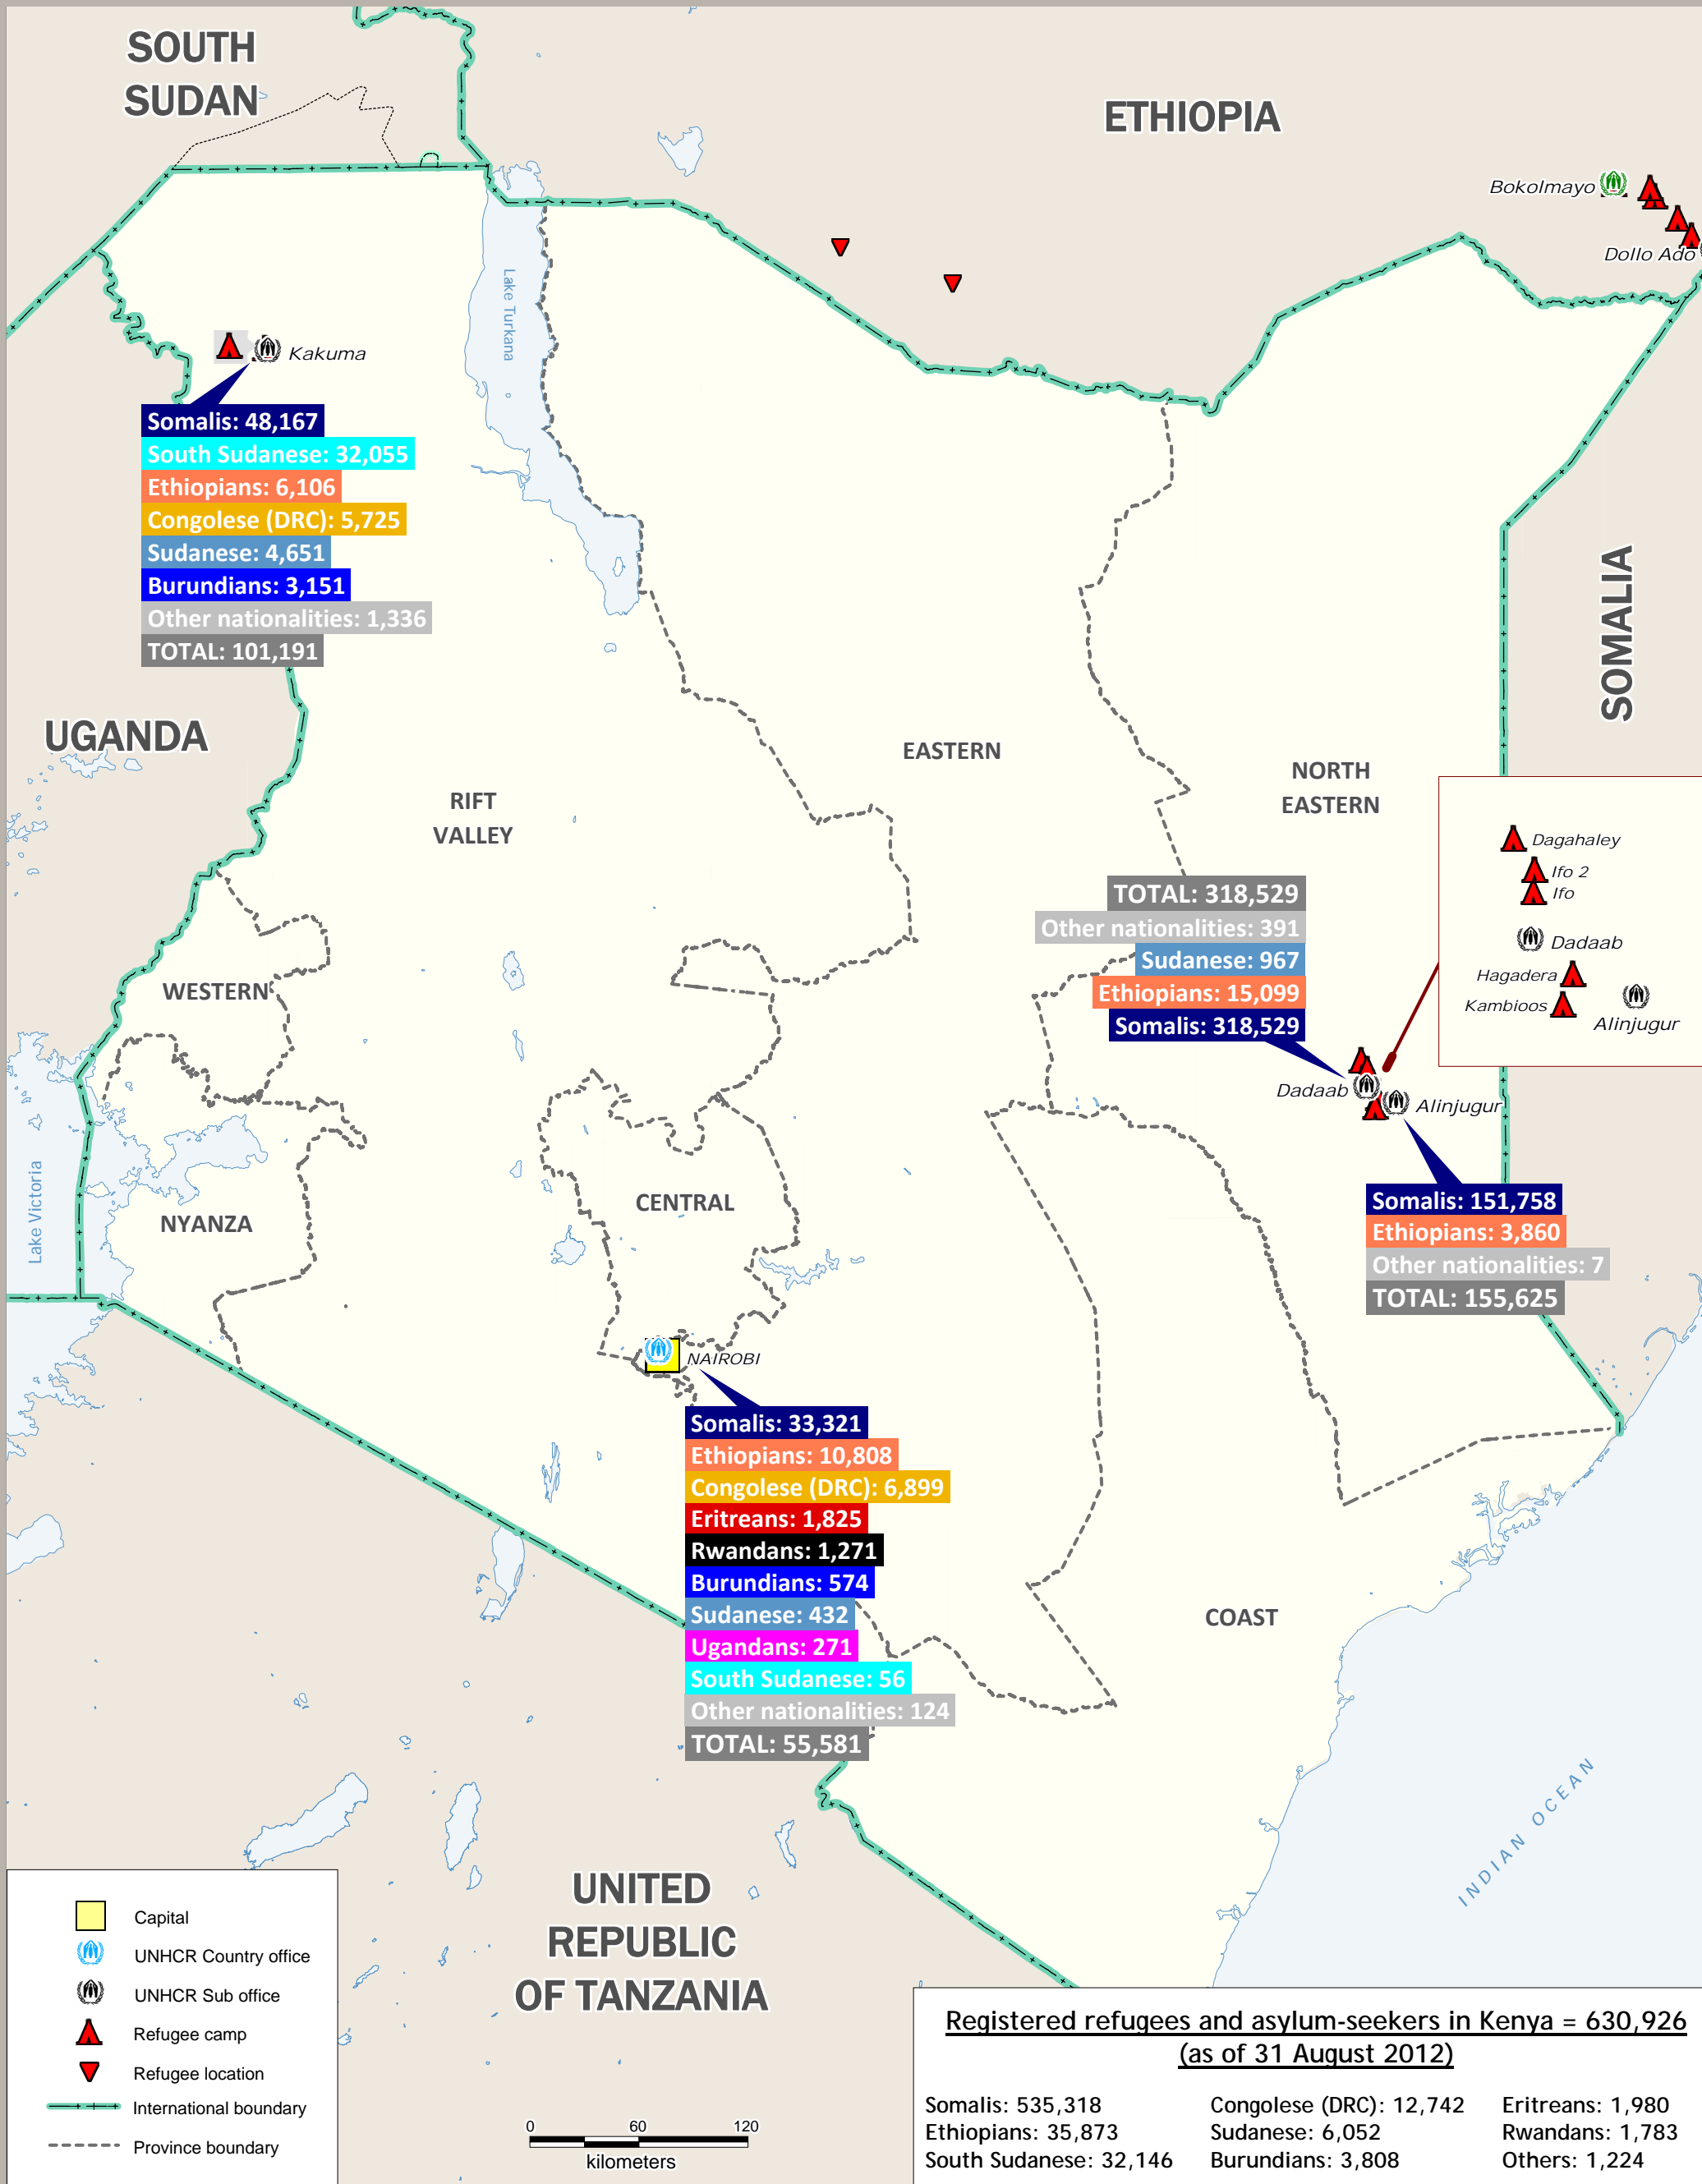 SOUTH
SUDAN
ETHIOPIA
Bokolmayo
Dollo Ado
Lake Turkana
Kakuma
Somalis: 48,167
South Sudanese: 32,055
Ethiopians: 6,106
Congolese (DRC): 5,725
Sudanese: 4,651
Burundians: 3,151
Other nationalities: 1,336
TOTAL: 101,191
SOMALIA
UGANDA
EASTERN
NORTH
EASTERN
RIFT
VALLEY
Dagahaley
Ifo 2
Ifo
Dadaab
Hagadera
Kambioos
Alinjugur
TOTAL: 318,529
Other nationalities: 391
Sudanese: 967
Ethiopians: 15,099
Somalis: 318,529
WESTERN
Dadaab
Alinjugur
Lake Victoria
NYANZA
CENTRAL
Somalis: 151,758
Ethiopians: 3,860
Other nationalities: 7
TOTAL: 155,625
NAIROBI
Somalis: 33,321
Ethiopians: 10,808
Congolese (DRC): 6,899
Eritreans: 1,825
Rwandans: 1,271
Burundians: 574
Sudanese: 432
Ugandans: 271
South Sudanese: 56
Other nationalities: 124
TOTAL: 55,581
COAST
INDIAN OCEAN
UNITED
REPUBLIC
OF TANZANIA
Capital
UNHCR Country office
UNHCR Sub office
Refugee camp
Refugee location
International boundary
Province boundary
0 60 120
kilometers
Registered refugees and asylum-seekers in Kenya = 630,926
(as of 31 August 2012)
Somalis: 535,318 Congolese (DRC): 12,742 Eritreans: 1,980
Ethiopians: 35,873 Sudanese: 6,052 Rwandans: 1,783
South Sudanese: 32,146 Burundians: 3,808 Others: 1,224